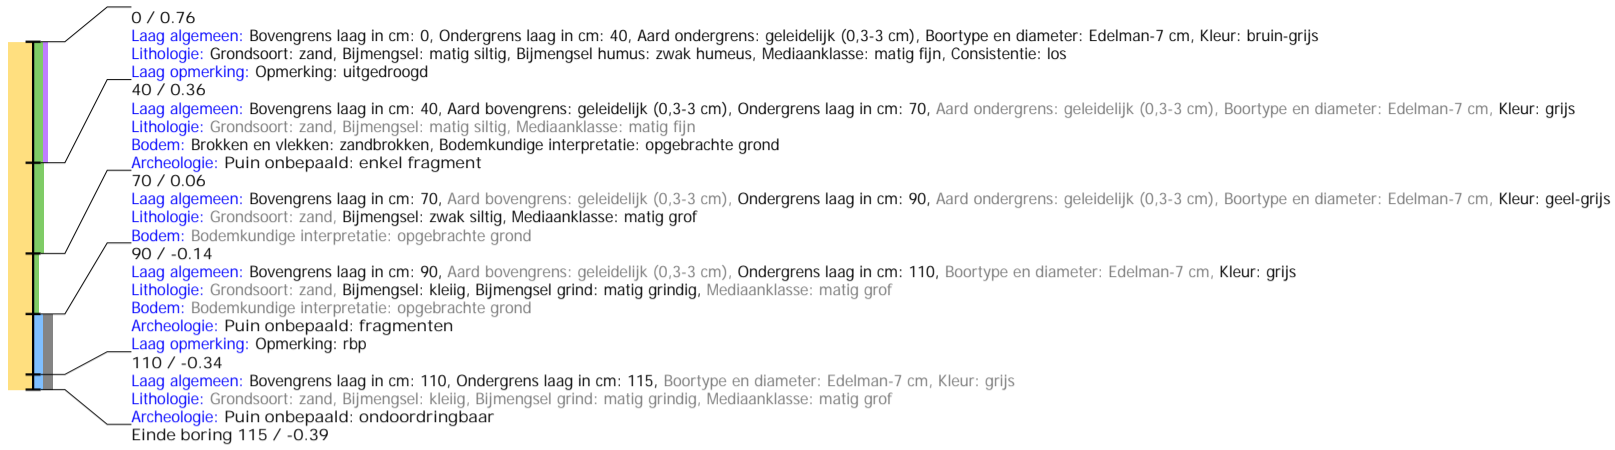 0 / 0.76
Laag algemeen: Bovengrens laag in cm: 0, Ondergrens laag in cm: 40, Aard ondergrens: geleidelijk (0,3-3 cm), Boortype en diameter: Edelman-7 cm, Kleur: bruin-grijs
Lithologie: Grondsoort: zand, Bijmengsel: matig siltig, Bijmengsel humus: zwak humeus, Mediaanklasse: matig fijn, Consistentie: los
Laag opmerking: Opmerking: uitgedroogd
40 / 0.36
Laag algemeen: Bovengrens laag in cm: 40, Aard bovengrens: geleidelijk (0,3-3 cm), Ondergrens laag in cm: 70, Aard ondergrens: geleidelijk (0,3-3 cm), Boortype en diameter: Edelman-7 cm, Kleur: grijs
Lithologie: Grondsoort: zand, Bijmengsel: matig siltig, Mediaanklasse: matig fijn
Bodem: Brokken en vlekken: zandbrokken, Bodemkundige interpretatie: opgebrachte grond
Archeologie: Puin onbepaald: enkel fragment
70 / 0.06
Laag algemeen: Bovengrens laag in cm: 70, Aard bovengrens: geleidelijk (0,3-3 cm), Ondergrens laag in cm: 90, Aard ondergrens: geleidelijk (0,3-3 cm), Boortype en diameter: Edelman-7 cm, Kleur: geel-grijs
Lithologie: Grondsoort: zand, Bijmengsel: zwak siltig, Mediaanklasse: matig grof
Bodem: Bodemkundige interpretatie: opgebrachte grond
90 / -0.14
Laag algemeen: Bovengrens laag in cm: 90, Aard bovengrens: geleidelijk (0,3-3 cm), Ondergrens laag in cm: 110, Boortype en diameter: Edelman-7 cm, Kleur: grijs
Lithologie: Grondsoort: zand, Bijmengsel: kleiig, Bijmengsel grind: matig grindig, Mediaanklasse: matig grof
Bodem: Bodemkundige interpretatie: opgebrachte grond
Archeologie: Puin onbepaald: fragmenten
Laag opmerking: Opmerking: rbp
110 / -0.34
Laag algemeen: Bovengrens laag in cm: 110, Ondergrens laag in cm: 115, Boortype en diameter: Edelman-7 cm, Kleur: grijs
Lithologie: Grondsoort: zand, Bijmengsel: kleiig, Bijmengsel grind: matig grindig, Mediaanklasse: matig grof
Archeologie: Puin onbepaald: ondoordringbaar
Einde boring 115 / -0.39